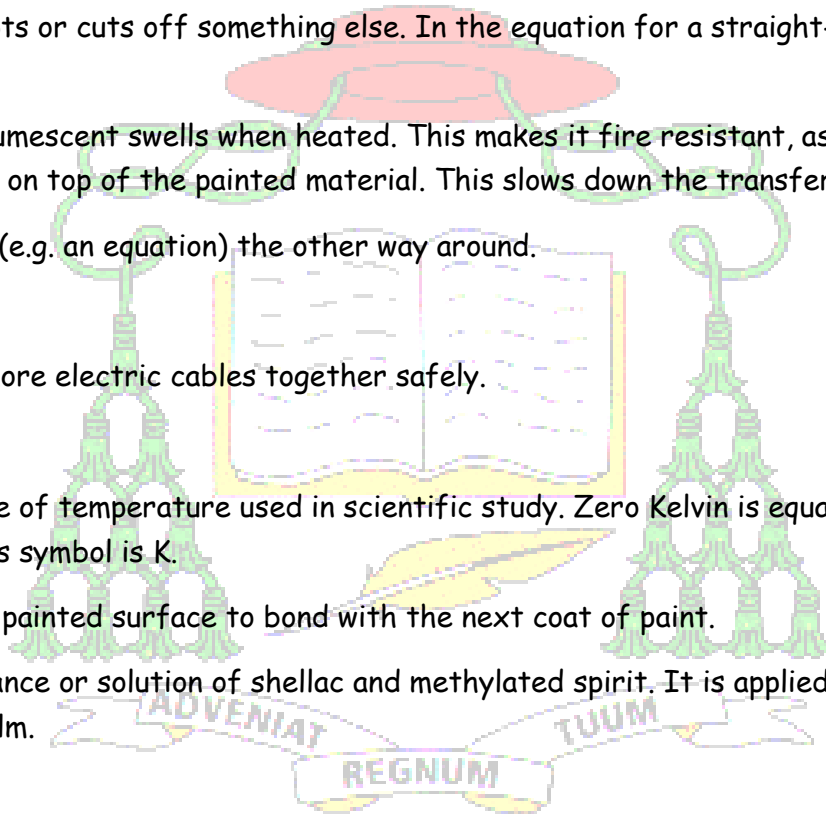 ts or cuts off something else. In the equation for a straight-
umescent swells when heated. This makes it fire resistant, as
on top of the painted material. This slows down the transfer
(e.g. an equation) the other way around.
ore electric cables together safely.
e of temperature used in scientific study. Zero Kelvin is equa
s symbol is K.
painted surface to bond with the next coat of paint.
ance or solution of shellac and methylated spirit. It is applied
lm.
ADVENIAT
REGNUM
TUUM